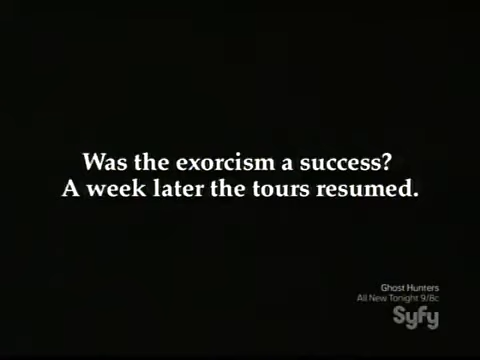 Was the exorcism a success?
A week later the tours resumed.
Ghost Hunters
All New Tonight 9/8c
Syfy